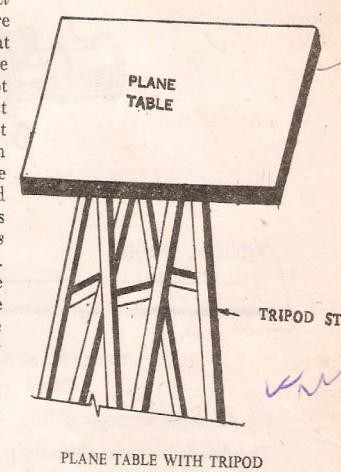 PLANE
TABLE
TRIPOD ST
PLANE TABLE WITH TRIPOD